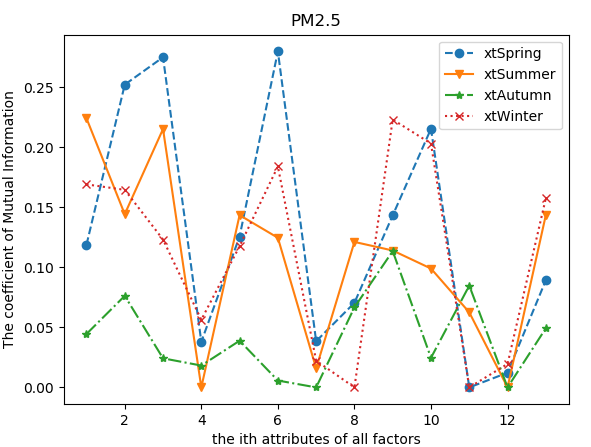 PM2.5
The coefficient of Mutual Information
0.25
0.20
0.15
0.10
0.05
0.00
xtSpring
xtSummer
xtAutumn
xtWinter
2 4 6 8 10 12
the ith attributes of all factors